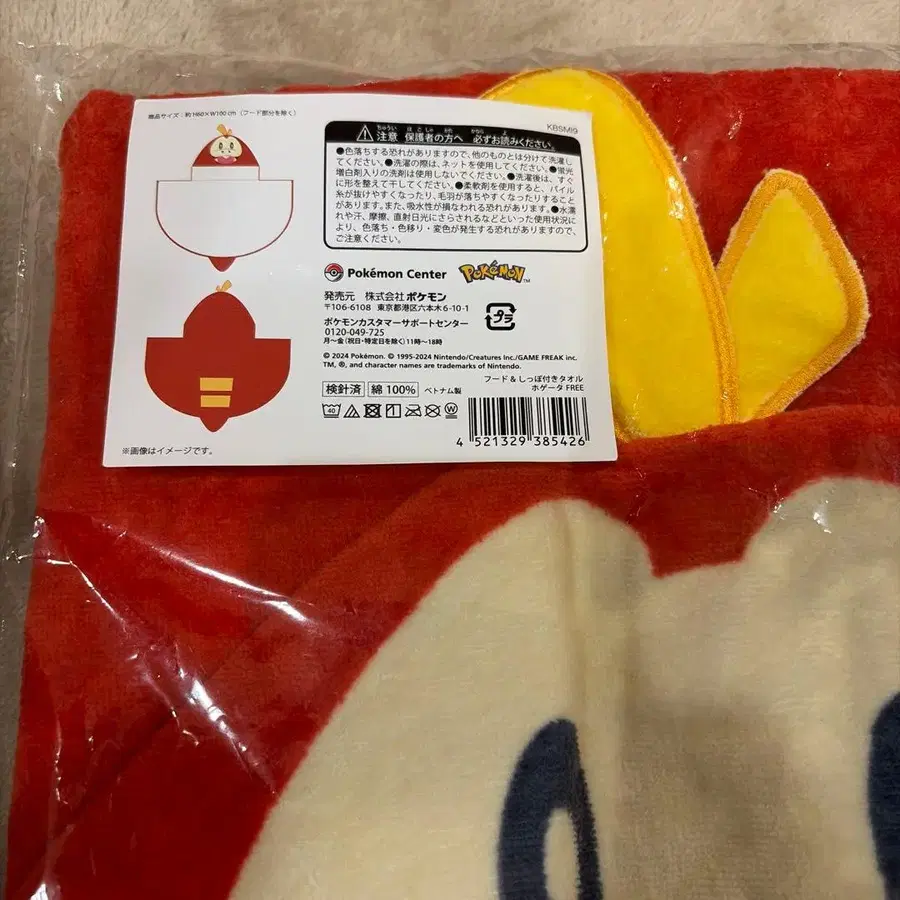 商品サイズ：約H60×W100cm（フード部分を除く）
KBSM89
注意 保護者の方へ 必ずお読みください。
●色落ちする恐れがありますので、他のものとは分けて洗濯し
てください。●洗濯の際は、ネットを使用してください。●蛍光
増白剤入りの洗剤は使用しないでください。●洗濯後は、すぐ
に形を整えて干してください。●柔軟剤を使用すると、パイル
糸が抜けやすくなったり、毛羽が落ちやすくなったりすること
があります。また、吸水性が損なわれる恐れがあります。●水濡
れや汗、摩擦、直射日光にさらされるなどといった使用状況に
より、色落ち・色移り・変色が発生する恐れがありますので、
ご注意ください。
Pokémon Center POKéMON TM
発売元 株式会社ポケモン
〒106-6108 東京都港区六本木6-10-1
ポケモンカスタマーサポートセンター
0120-049-725
月～金（祝日・特定日を除く）11時～18時
プラ
© 2024 Pokémon. © 1995-2024 Nintendo/Creatures Inc./GAME FREAK inc.
TM, ®, and character names are trademarks of Nintendo.
フード＆しっぽ付きタオル
ホゲータ FREE
検針済 綿 100% ベトナム製
40
4 521329 385426
※画像はイメージです。